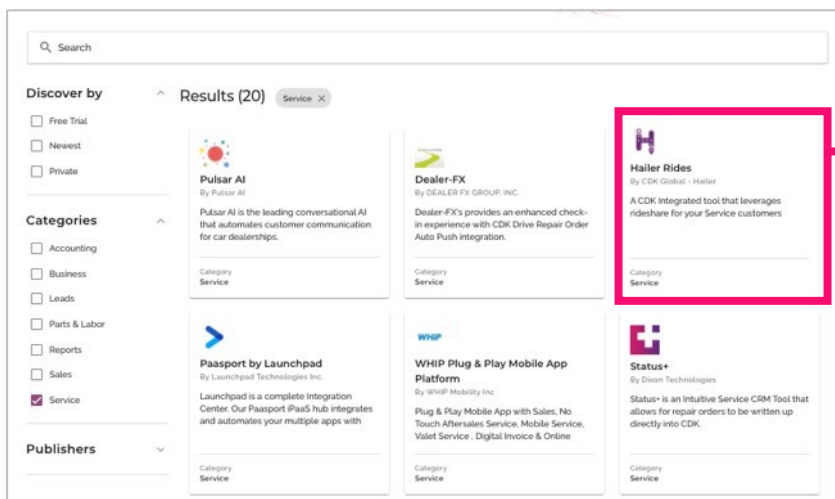 Search
Discover by
Free Trial
Newest
Private
Categories
Accounting
Business
Leads
Parts & Labor
Reports
Sales
Service
Publishers
Results (20)
Service
Pulsar AI
By Pulsar AI
Pulsar AI is the leading conversational AI
that automates customer communication
for car dealerships.
Category
Service
Dealer-FX
By DEALER FX GROUP, INC.
Dealer-FX's provides an enhanced check-
in experience with CDK Drive Repair Order
Auto Push integration.
Category
Service
H
Hailer Rides
By CDK Global - Hailer
A CDK Integrated tool that leverages
rideshare for your Service customers
Category
Service
Paasport by Launchpad
By Launchpad Technologies Inc.
Launchpad is a complete Integration
Center. Our Paasport iPaaS hub integrates
and automates your multiple apps with
Category
Service
WHIP
WHIP Plug & Play Mobile App
Platform
By WHIP Mobility Inc
Plug & Play Mobile App with Sales, No
Touch Aftersales Service, Mobile Service,
Valet Service , Digital Invoice & Online
Category
Service
Status+
By Dixon Technologies
Status+ is an Intuitive Service CRM Tool that
allows for repair orders to be written up
directly into CDK.
Category
Service